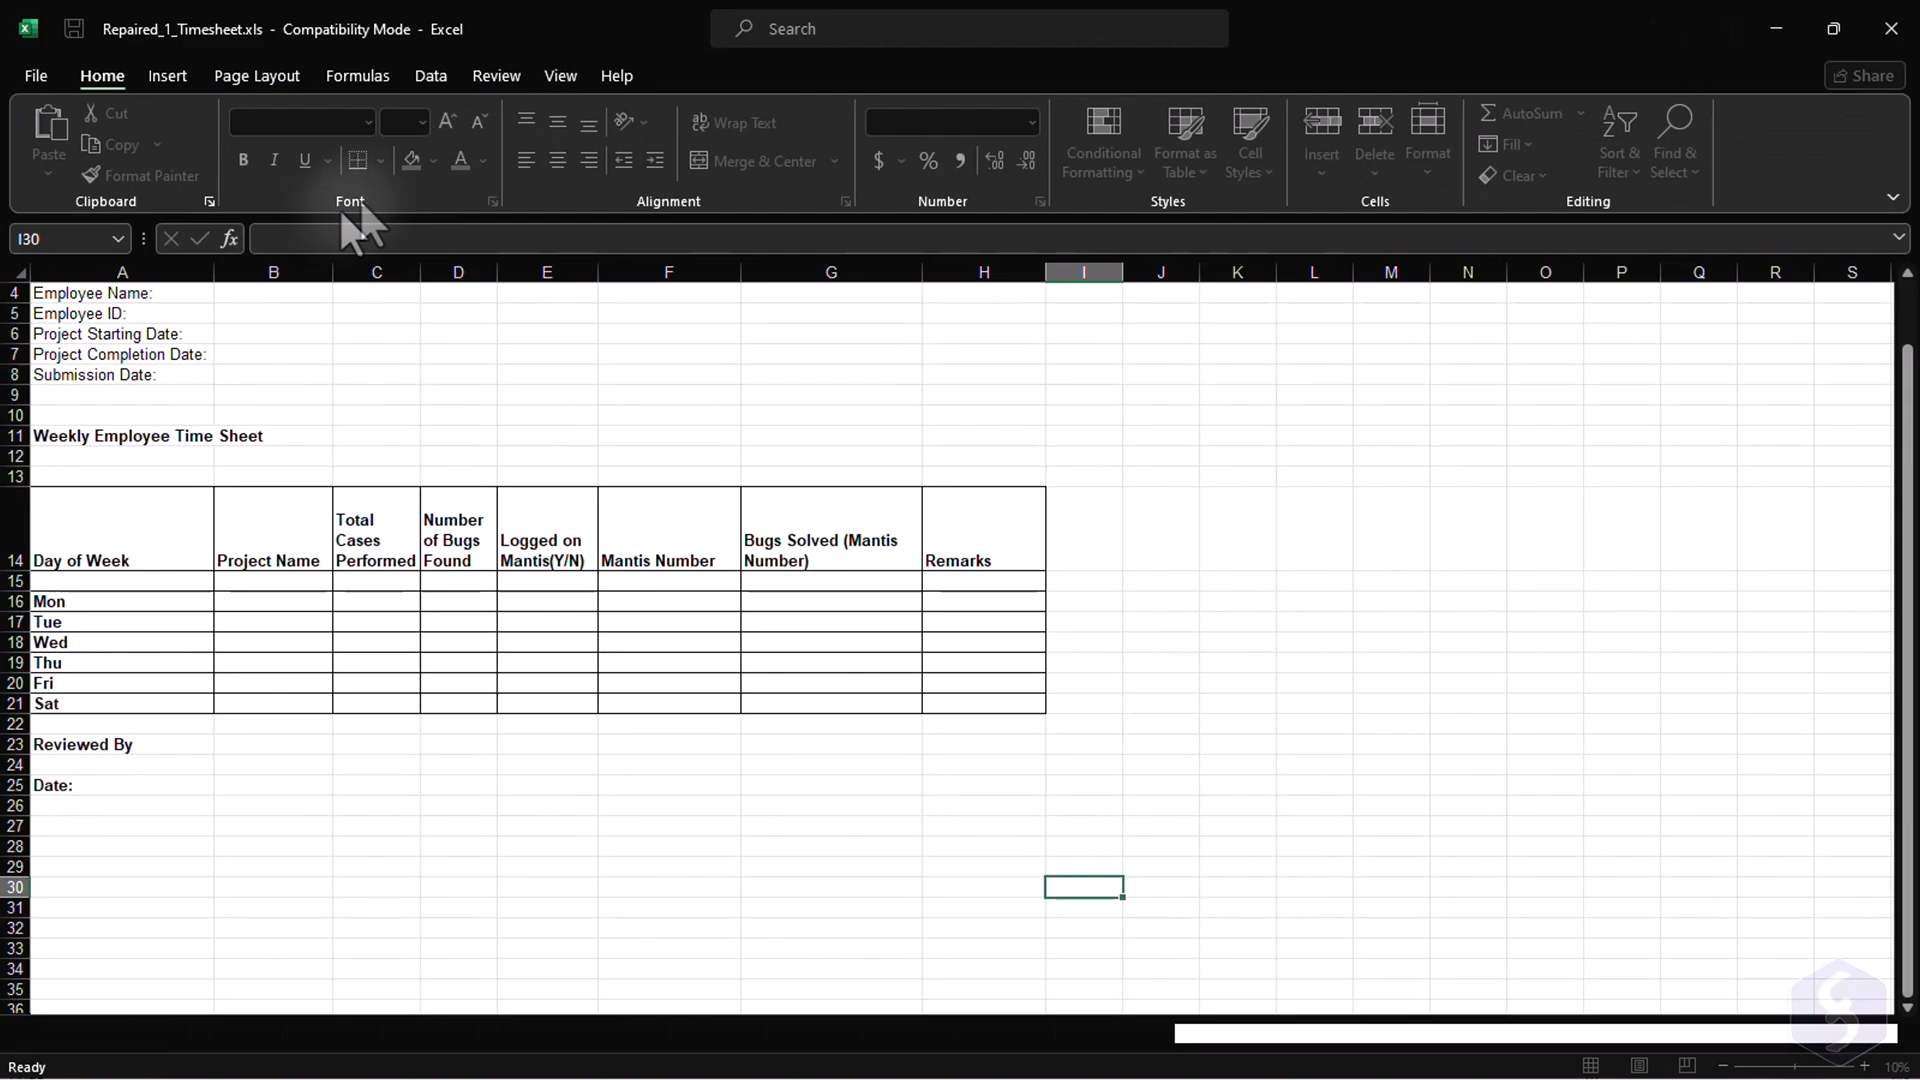 Repaired_1_Timesheet.xls - Compatibility Mode - Excel
Search
File Home Insert Page Layout Formulas Data Review View Help
Share
Paste
Cut
Copy
Format Painter
Clipboard
B I U
Font
Wrap Text
Merge & Center
Alignment
$ % ,
Number
Conditional Formatting
Format as Table
Cell Styles
Styles
Insert
Delete
Format
Cells
AutoSum
Fill
Clear
Sort & Filter
Find & Select
Editing
I30
fx
A B C D E F G H I J K L M N O P Q R S
4 Employee Name:
5 Employee ID:
6 Project Starting Date:
7 Project Completion Date:
8 Submission Date:
9
10
11 Weekly Employee Time Sheet
12
13
14 Day of Week Project Name Total Cases Performed Number of Bugs Found Logged on Mantis(Y/N) Mantis Number Bugs Solved (Mantis Number) Remarks
15
16 Mon
17 Tue
18 Wed
19 Thu
20 Fri
21 Sat
22
23 Reviewed By
24
25 Date:
26
27
28
29
30
31
32
33
34
35
36
Ready
10%